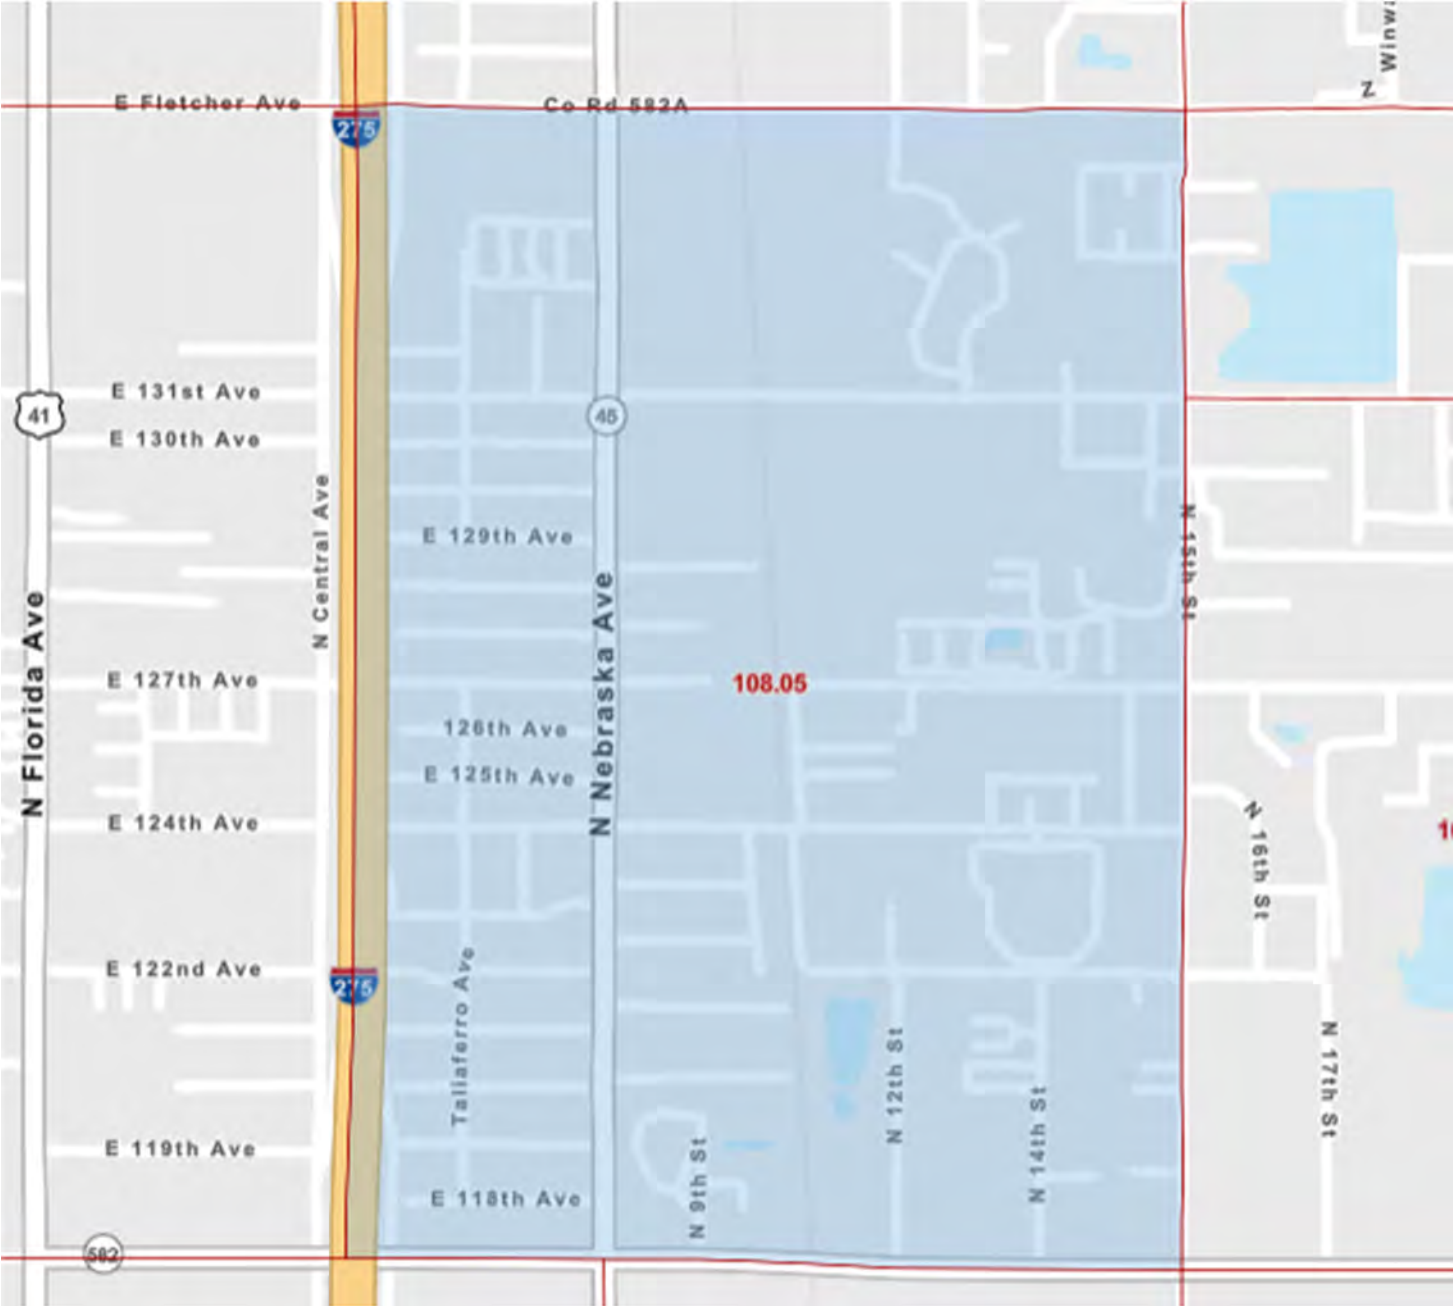 Winwa
Z
E Fletcher Ave
Co Rd 582A
275
E 131st Ave
41
45
E 130th Ave
N Central Ave
E 129th Ave
N 15th St
N Florida Ave
N Nebraska Ave
E 127th Ave
108.05
126th Ave
E 125th Ave
E 124th Ave
N 16th St
10
E 122nd Ave
275
Taliaferro Ave
N 12th St
N 17th St
N 14th St
E 119th Ave
N 9th St
E 118th Ave
582